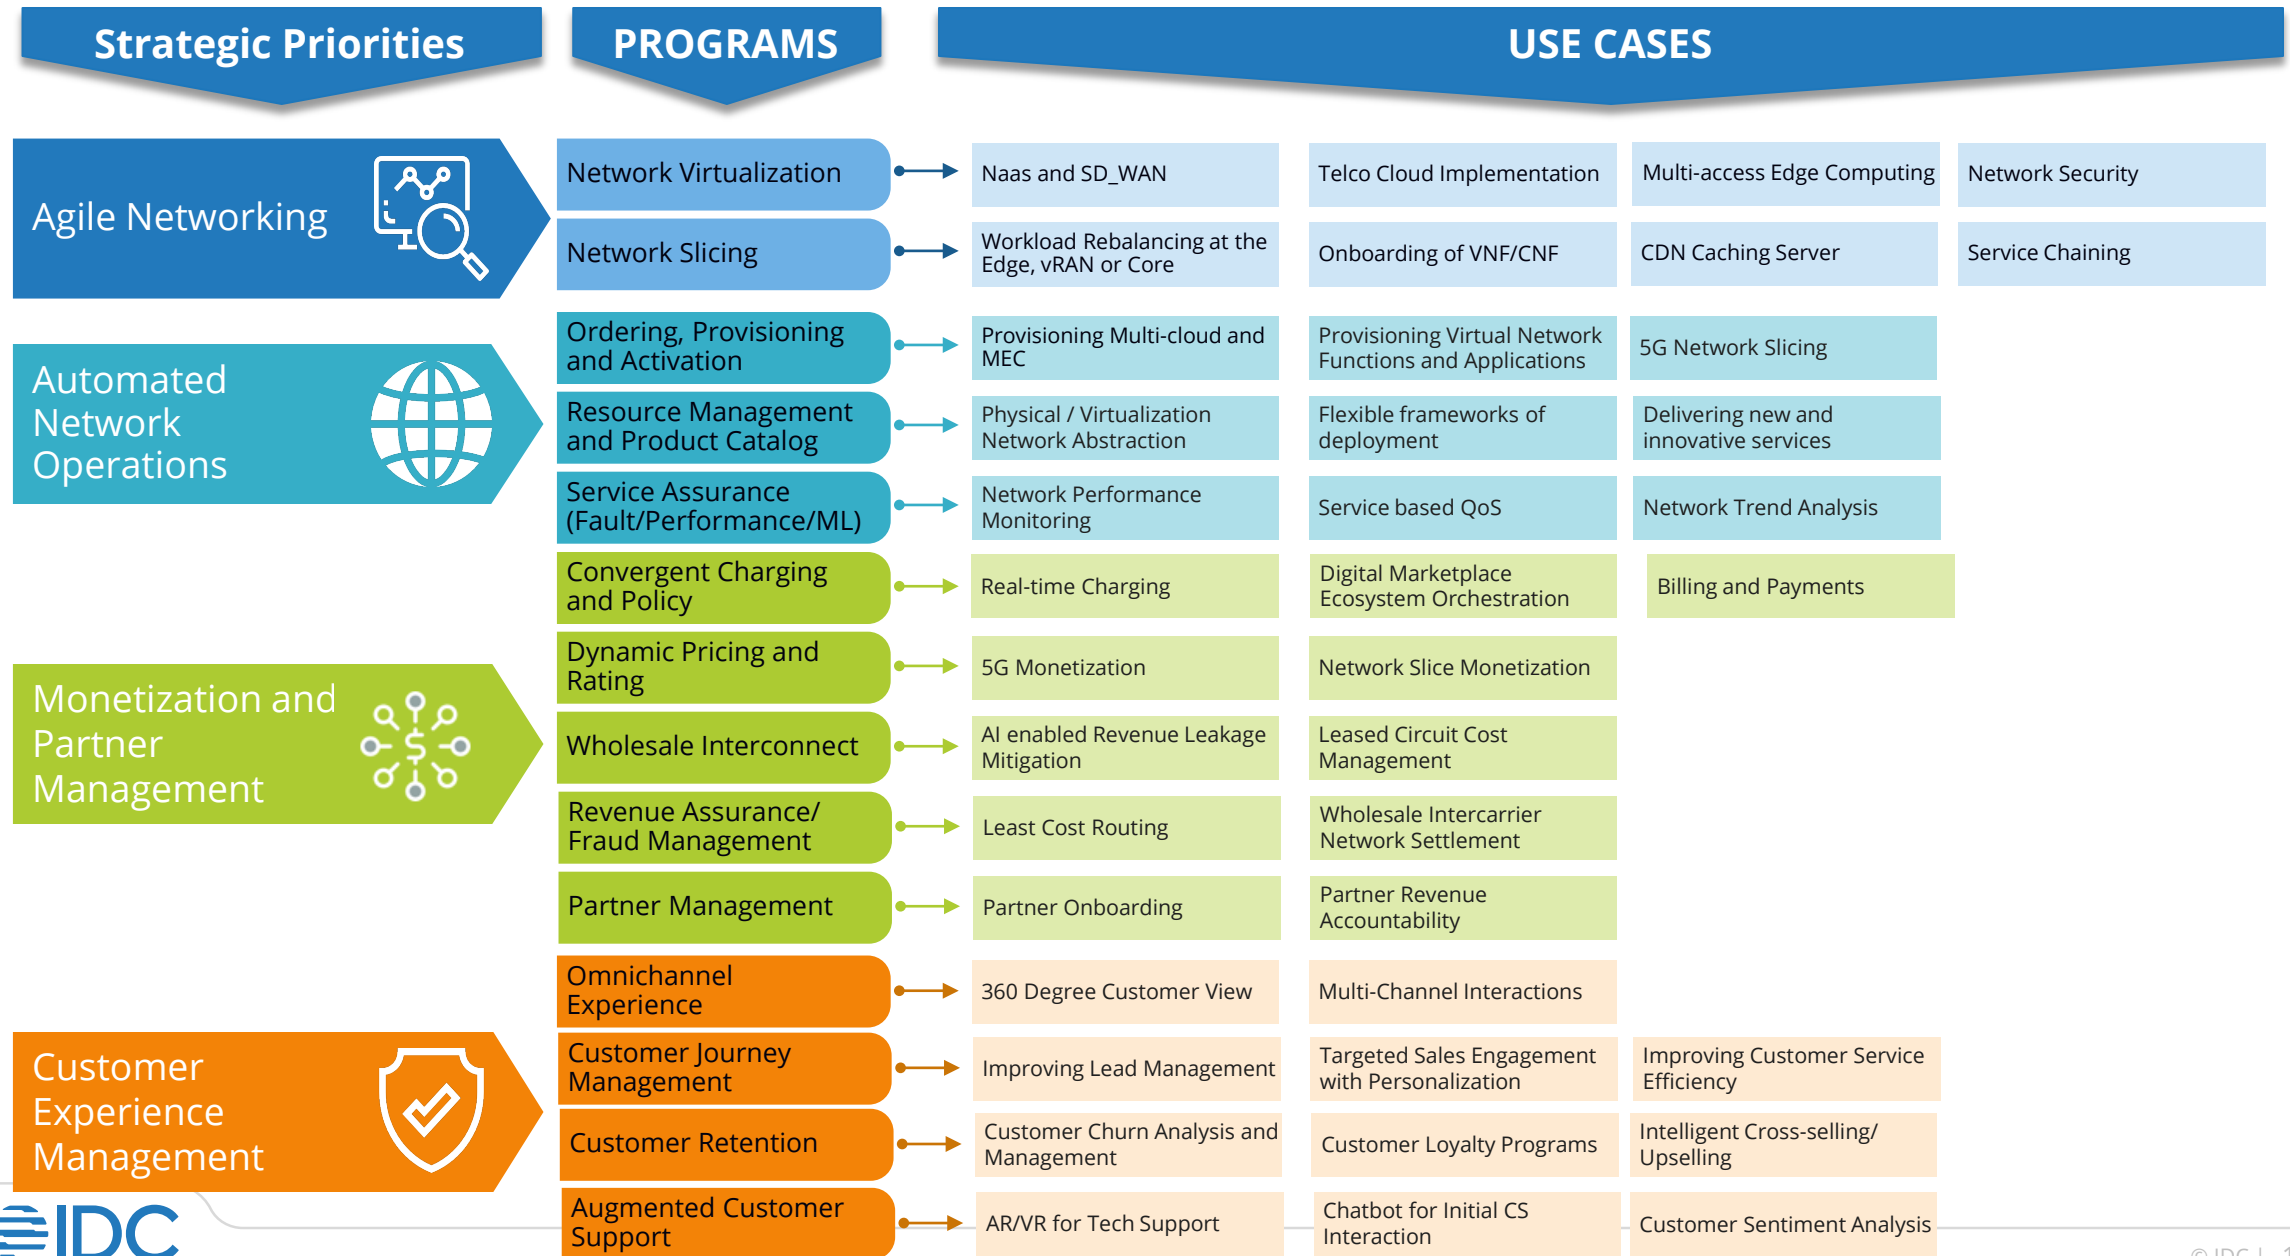 Strategic Priorities
PROGRAMS
USE CASES
Agile Networking
Network Virtualization
Naas and SD_WAN
Telco Cloud Implementation
Multi-access Edge Computing
Network Security
Network Slicing
Workload Rebalancing at the
Edge, vRAN or Core
Onboarding of VNF/CNF
CDN Caching Server
Service Chaining
Automated
Network
Operations
Ordering, Provisioning
and Activation
Provisioning Multi-cloud and
MEC
Provisioning Virtual Network
Functions and Applications
5G Network Slicing
Resource Management
and Product Catalog
Physical / Virtualization
Network Abstraction
Flexible frameworks of
deployment
Delivering new and
innovative services
Service Assurance
(Fault/Performance/ML)
Network Performance
Monitoring
Service based QoS
Network Trend Analysis
Monetization and
Partner
Management
Convergent Charging
and Policy
Real-time Charging
Digital Marketplace
Ecosystem Orchestration
Billing and Payments
Dynamic Pricing and
Rating
5G Monetization
Network Slice Monetization
Wholesale Interconnect
AI enabled Revenue Leakage
Mitigation
Leased Circuit Cost
Management
Revenue Assurance/
Fraud Management
Least Cost Routing
Wholesale Intercarrier
Network Settlement
Partner Management
Partner Onboarding
Partner Revenue
Accountability
Customer
Experience
Management
Omnichannel
Experience
360 Degree Customer View
Multi-Channel Interactions
Customer Journey
Management
Improving Lead Management
Targeted Sales Engagement
with Personalization
Improving Customer Service
Efficiency
Customer Retention
Customer Churn Analysis and
Management
Customer Loyalty Programs
Intelligent Cross-selling/
Upselling
Augmented Customer
Support
AR/VR for Tech Support
Chatbot for Initial CS
Interaction
Customer Sentiment Analysis
IDC
© IDC |